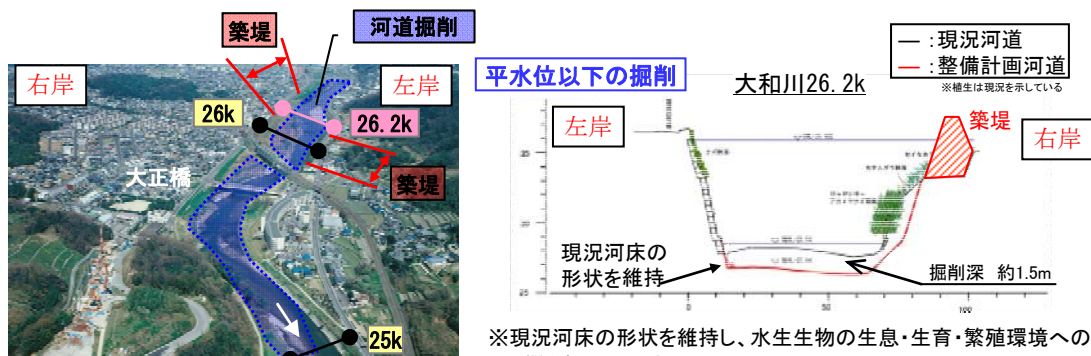 築堤
河道掘削
右岸
左岸
26k
26.2k
大正橋
築堤
25k
平水位以下の掘削
大和川26.2k
― :現況河道
― :整備計画河道
※植生は現況を示している
左岸
築堤
右岸
現況河床の
形状を維持
掘削深 約1.5m
25
0
50
100
※現況河床の形状を維持し、水生生物の生息・生育・繁殖環境への